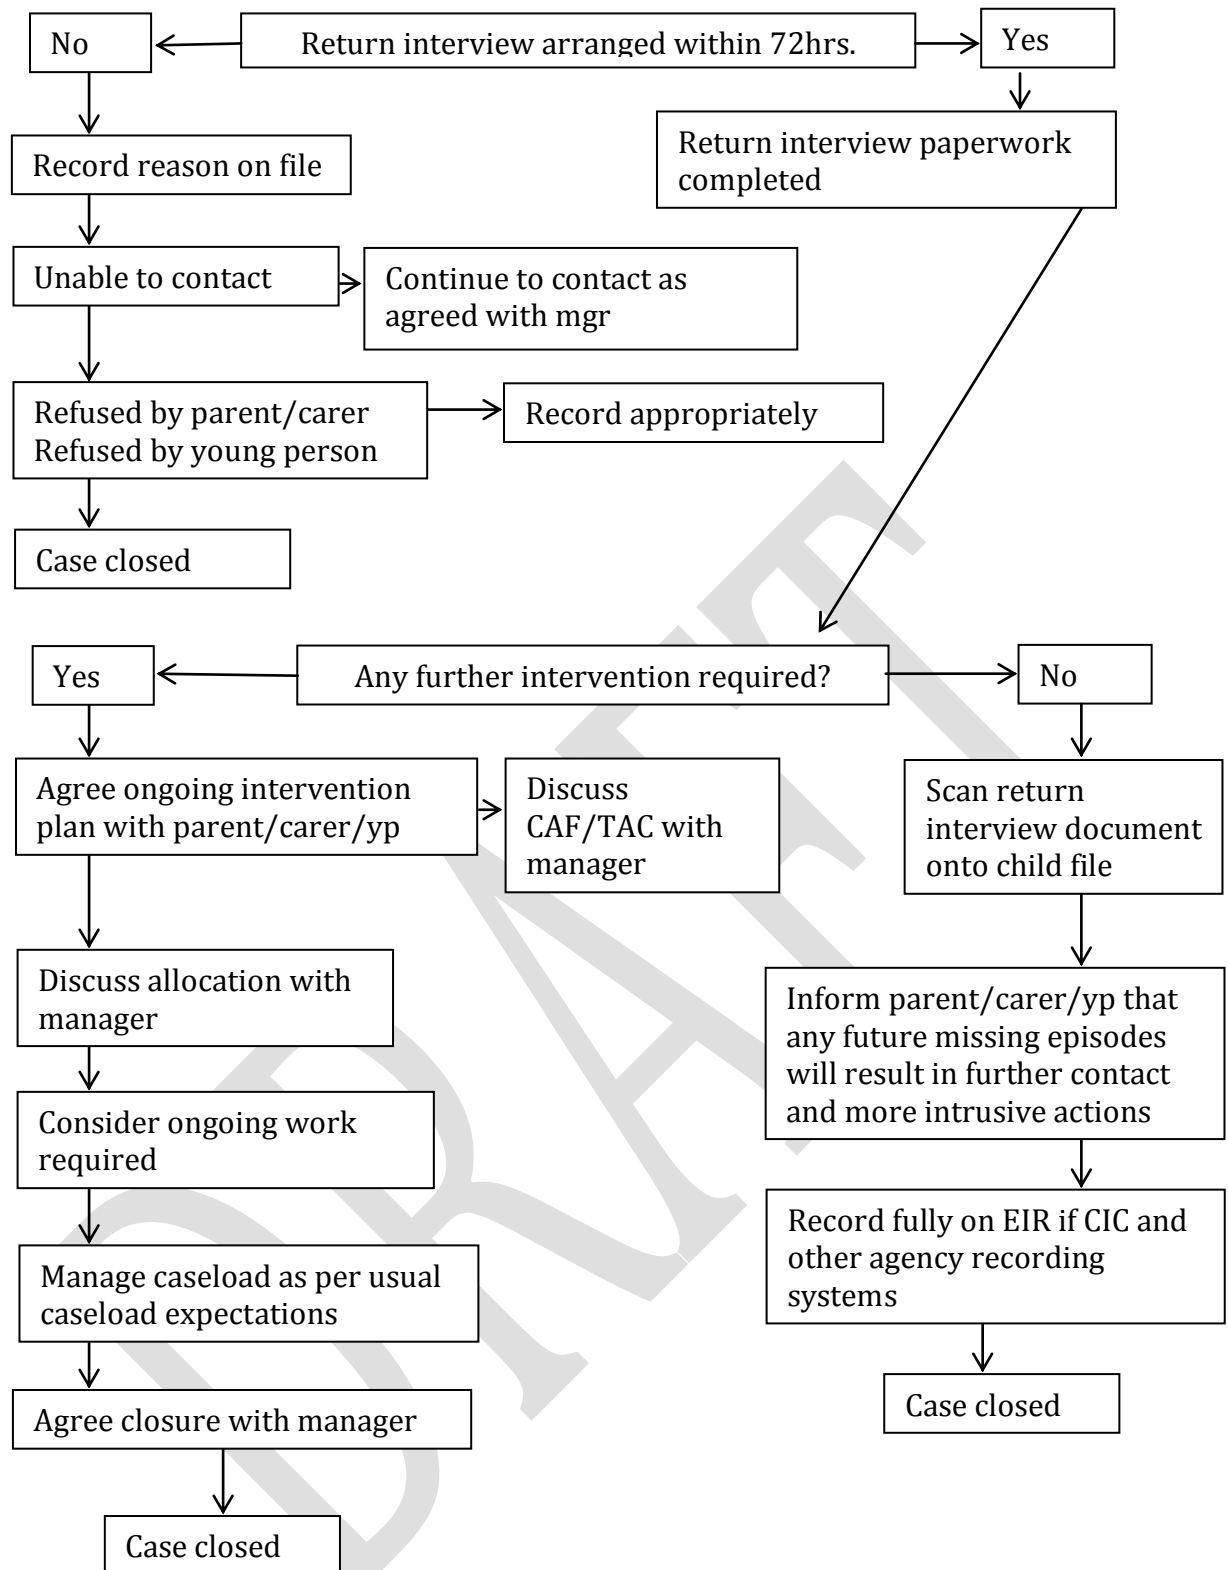 No
Return interview arranged within 72hrs.
Yes
Record reason on file
Return interview paperwork
completed
Unable to contact
Continue to contact as
agreed with mgr
Refused by parent/carer
Refused by young person
Record appropriately
Case closed
Yes
Any further intervention required?
No
Agree ongoing intervention
plan with parent/carer/yp
Discuss
CAF/TAC with
manager
Scan return
interview document
onto child file
Discuss allocation with
manager
Inform parent/carer/yp that
any future missing episodes
will result in further contact
and more intrusive actions
Consider ongoing work
required
Record fully on EIR if CIC and
other agency recording
systems
Manage caseload as per usual
caseload expectations
Case closed
Agree closure with manager
Case closed
DRAFT